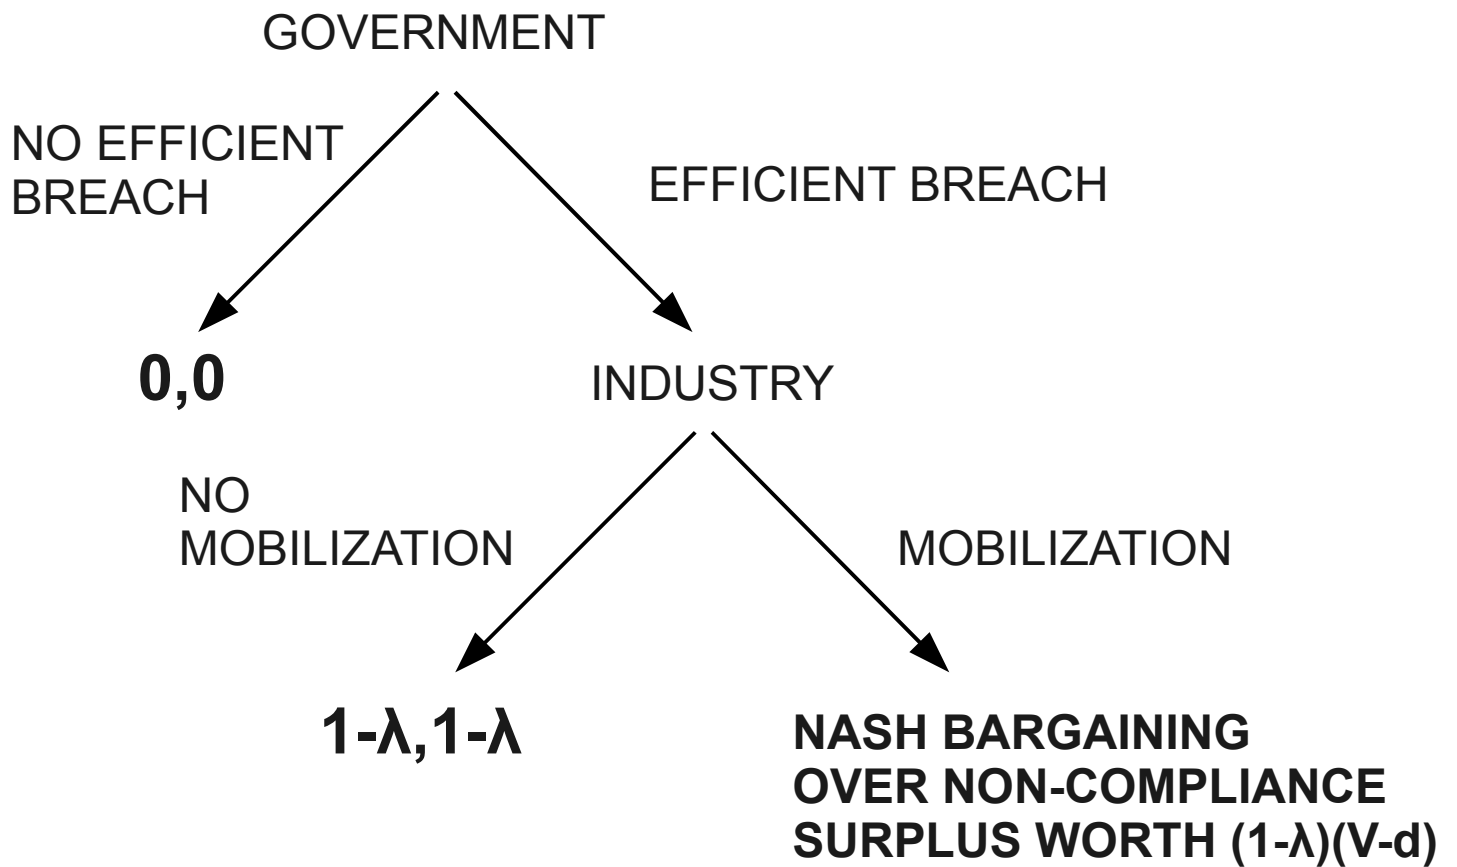 GOVERNMENT
NO EFFICIENT
BREACH
EFFICIENT BREACH
0,0
INDUSTRY
NO
MOBILIZATION
MOBILIZATION
1-λ,1-λ
NASH BARGAINING
OVER NON-COMPLIANCE
SURPLUS WORTH (1-λ)(V-d)